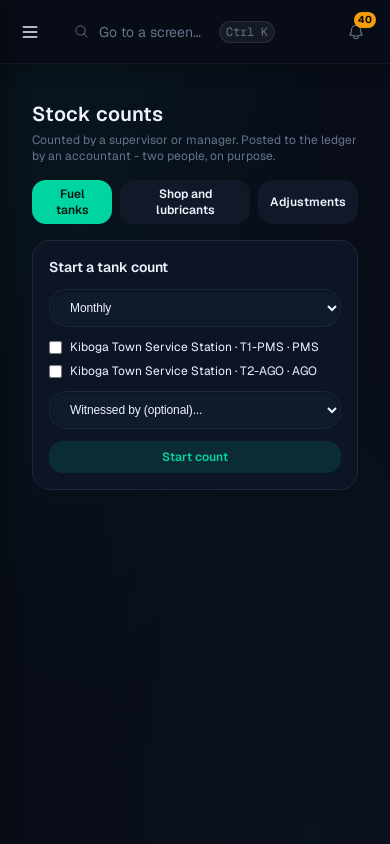 Go to a screen...
Ctrl K
40
Stock counts
Counted by a supervisor or manager. Posted to the ledger
by an accountant - two people, on purpose.
Fuel
tanks
Shop and
lubricants
Adjustments
Start a tank count
Monthly
Kiboga Town Service Station · T1-PMS · PMS
Kiboga Town Service Station · T2-AGO · AGO
Witnessed by (optional)...
Start count